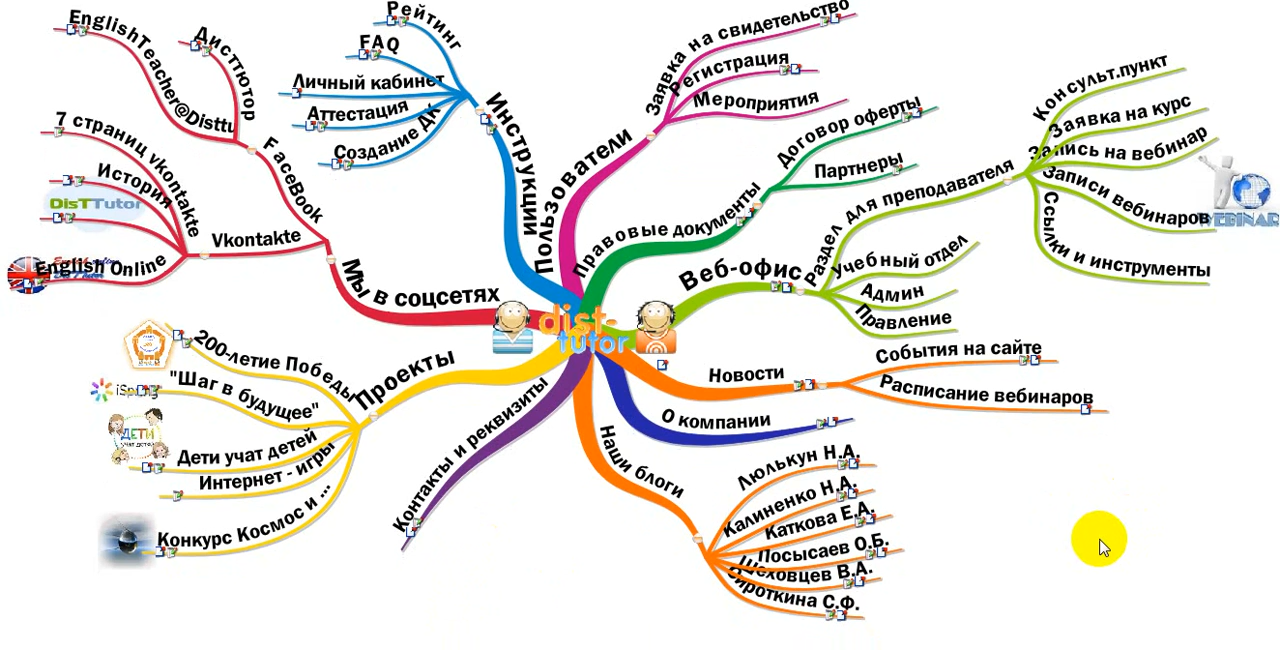 dist-
tutor
Мы в соцсетях
FaceBook
EnglishTeacher@Disttu
Дисттютор
Vkontakte
7 страниц vkontakte
История
DisTTutor
English Online
Инструкции
Рейтинг
FAQ
Личный кабинет
Аттестация
Создание ДК
Пользователи
Заявка на свидетельство
Регистрация
Мероприятия
Правовые документы
Договор оферты
Партнеры
Веб-офис
Раздел для преподавателя
Консульт.пункт
Заявка на курс
Запись на вебинар
Записи вебинаров
Ссылки и инструменты
WEBINAR
Учебный отдел
Админ
Правление
Новости
События на сайте
Расписание вебинаров
О компании
Наши блоги
Люлькун Н.А.
Калиненко Н.А.
Каткова Е.А.
Посысаев О.Б.
Шеховцев В.А.
Сироткина С.Ф.
Контакты и реквизиты
Проекты
200-летие Победы
"Шаг в будущее"
Дети учат детей
ДЕТИ
Интернет - игры
Конкурс Космос и ...